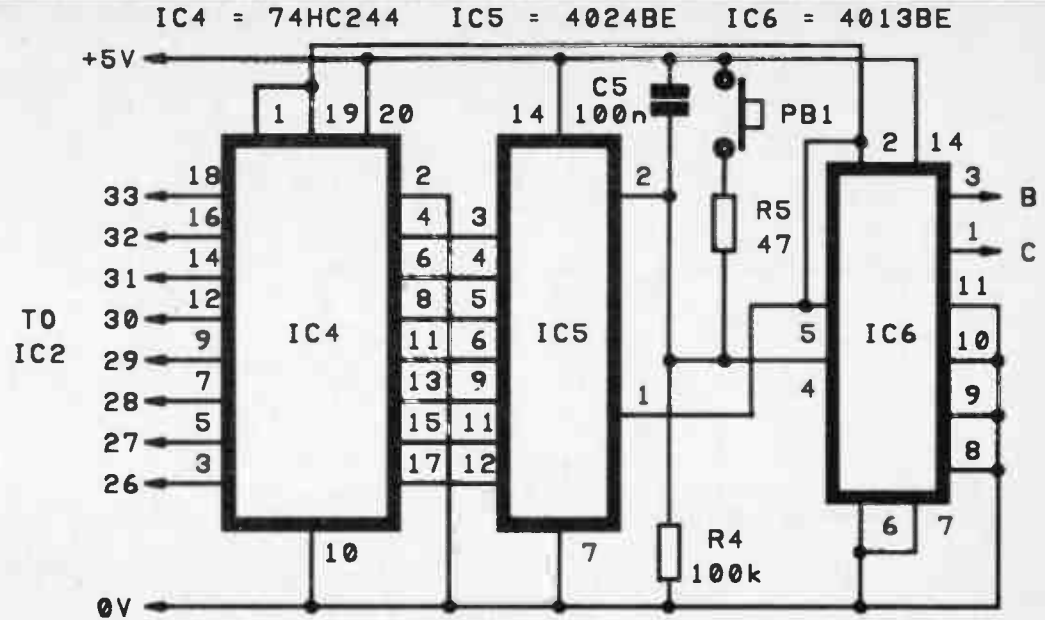 IC4 = 74HC244 IC5 = 4024BE IC6 = 4013BE
+5V
C5
100n
PB1
1 19 20
14
2 14
18 2 2 3 B
33
16 4 3 R5
32 47
14 6 4 1 C
31
12 8 5 11
30
TO
IC2
IC4 IC5 5 IC6
9 11 6 10
29
7 13 9 1 4 9
28
5 15 11 8
27
3 17 12
26
10 7 R4
100k
6 7
0V